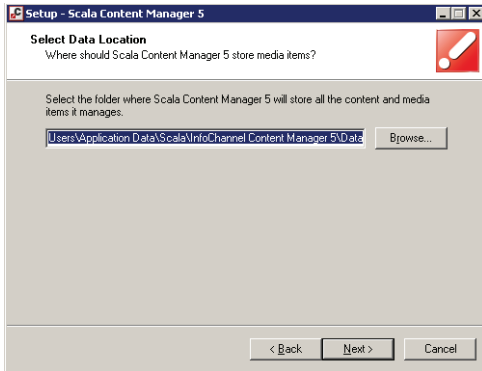 Setup - Scala Content Manager 5
Select Data Location
Where should Scala Content Manager 5 store media items?
Select the folder where Scala Content Manager 5 will store all the content and media
items it manages.
Users\Application Data\Scala\InfoChannel Content Manager 5\Data
Browse...
< Back
Next >
Cancel